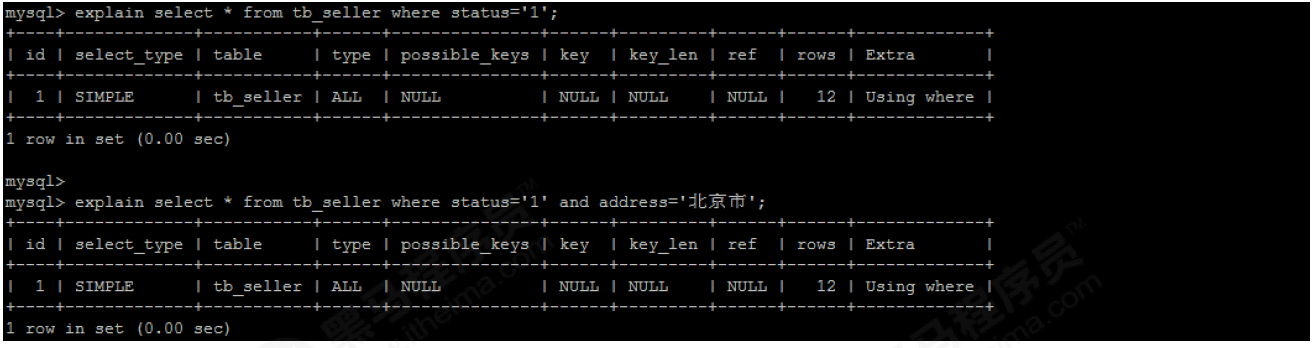 mysql> explain select * from tb_seller where status='1';
+----+-------------+-----------+------+---------------+------+---------+------+------+-------------+
| id | select_type | table     | type | possible_keys | key  | key_len | ref  | rows | Extra       |
+----+-------------+-----------+------+---------------+------+---------+------+------+-------------+
|  1 | SIMPLE      | tb_seller | ALL  | NULL          | NULL | NULL    | NULL |   12 | Using where |
+----+-------------+-----------+------+---------------+------+---------+------+------+-------------+
1 row in set (0.00 sec)
mysql>
mysql> explain select * from tb_seller where status='1' and address='北京市';
+----+-------------+-----------+------+---------------+------+---------+------+------+-------------+
| id | select_type | table     | type | possible_keys | key  | key_len | ref  | rows | Extra       |
+----+-------------+-----------+------+---------------+------+---------+------+------+-------------+
|  1 | SIMPLE      | tb_seller | ALL  | NULL          | NULL | NULL    | NULL |   12 | Using where |
+----+-------------+-----------+------+---------------+------+---------+------+------+-------------+
1 row in set (0.00 sec)